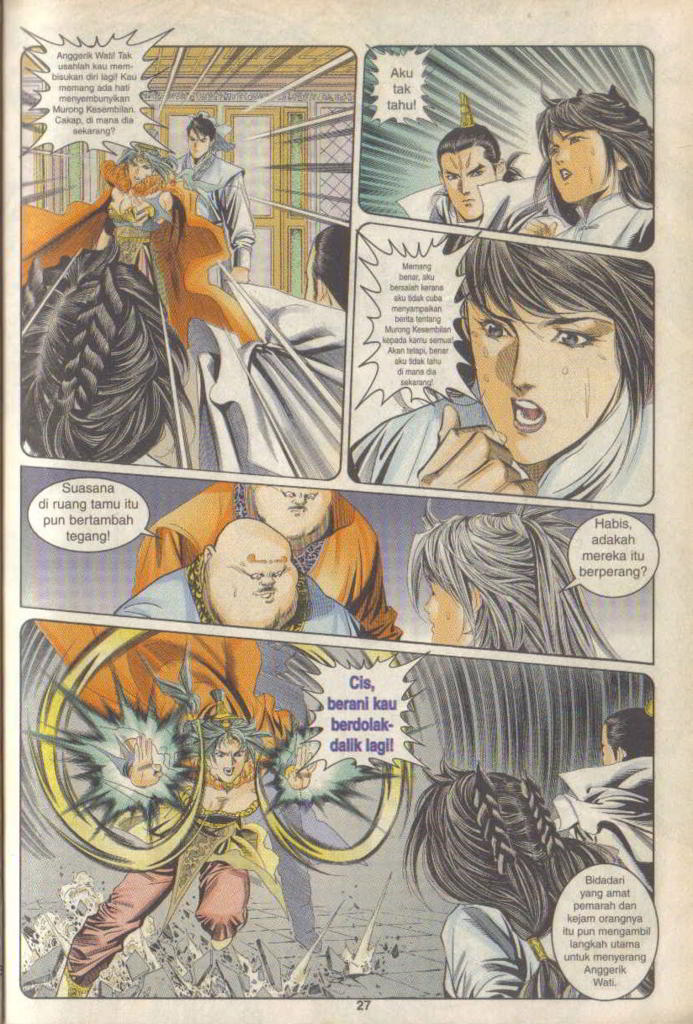 Anggerik Wati! Tak
usahlah kau mem-
bisukan diri lagi! Kau
memang ada hati
menyembunyikan
Murong Kesembilan.
Cakap, di mana dia
sekarang?
Aku
tak
tahu!
Memang
benar, aku
bersalah kerana
aku tidak cuba
menyampaikan
berita tentang
Murong Kesembilan
kepada kamu semua!
Akan tetapi, benar
aku tidak tahu
di mana dia
sekarang!
Suasana
di ruang tamu itu
pun bertambah
tegang!
Habis,
adakah
mereka itu
berperang?
Cis,
berani kau
berdolak-
dalik lagi!
Bidadari
yang amat
pemarah dan
kejam orangnya
itu pun mengambil
langkah utama
untuk menyerang
Anggerik
Wati.
27